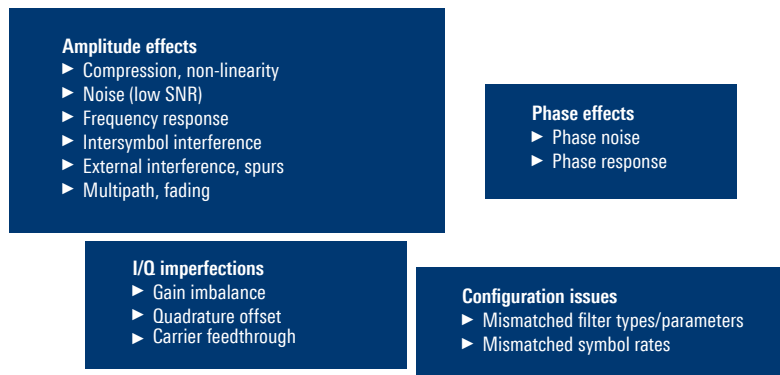 Amplitude effects
► Compression, non-linearity
► Noise (low SNR)
► Frequency response
► Intersymbol interference
► External interference, spurs
► Multipath, fading
Phase effects
► Phase noise
► Phase response
I/Q imperfections
► Gain imbalance
► Quadrature offset
► Carrier feedthrough
Configuration issues
► Mismatched filter types/parameters
► Mismatched symbol rates